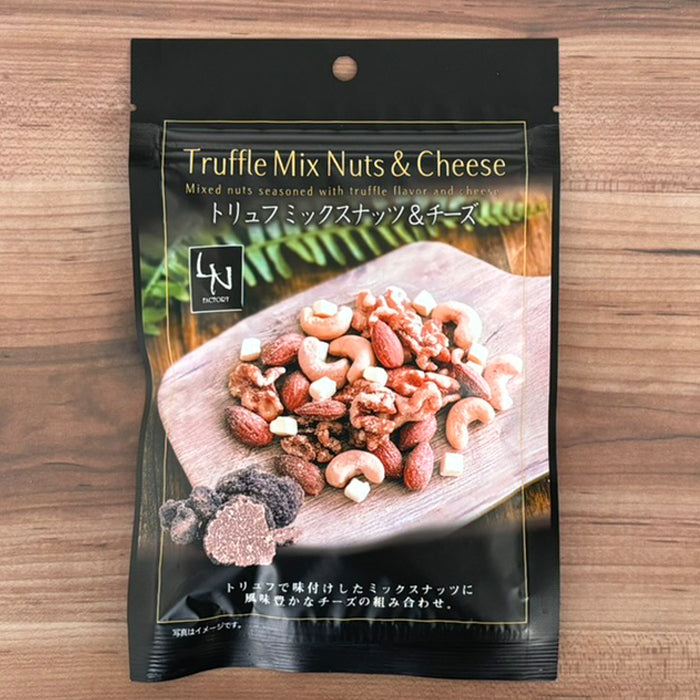 Truffle Mix Nuts & Cheese
Mixed nuts seasoned with truffle flavor and cheese.
トリュフミックスナッツ&チーズ
LN
FACTORY
トリュフで味付けしたミックスナッツに
風味豊かなチーズの組み合わせ。
写真はイメージです。